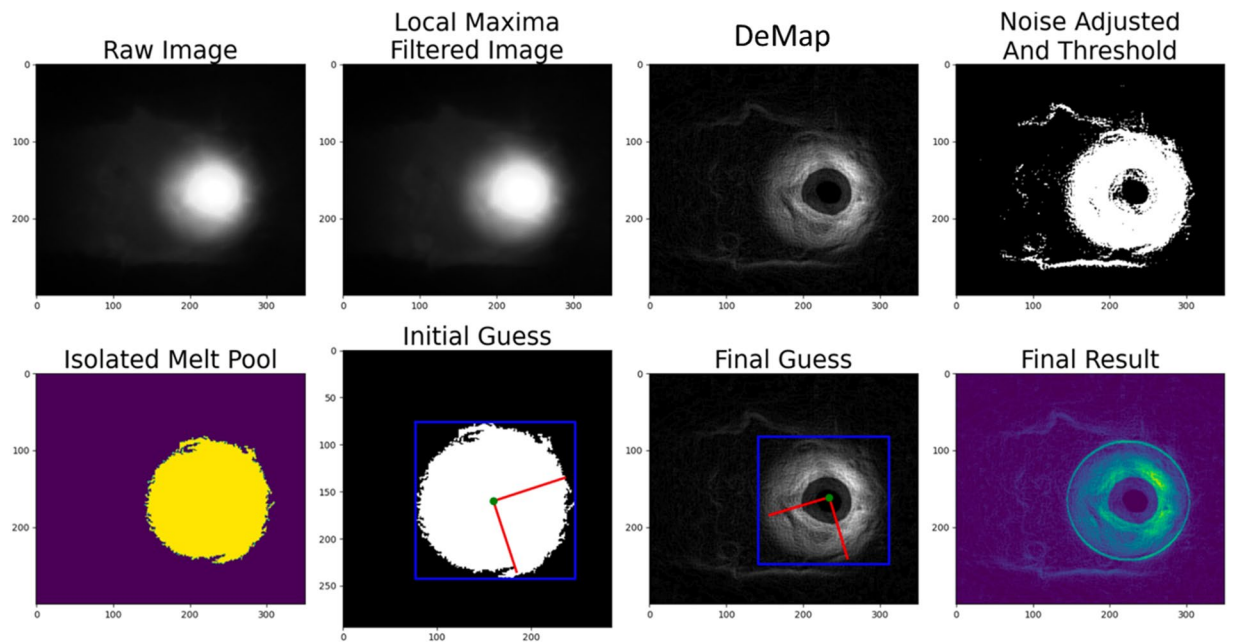 Raw Image
Local Maxima
Filtered Image
DeMap
Noise Adjusted
And Threshold
0
100
200
0 100 200 300
0
100
200
0 100 200 300
0
100
200
0 100 200 300
0
100
200
0 100 200 300
Isolated Melt Pool
Initial Guess
Final Guess
Final Result
0
100
200
0 100 200 300
0
50
100
150
200
250
0 100 200
0
100
200
0 100 200 300
0
100
200
0 100 200 300